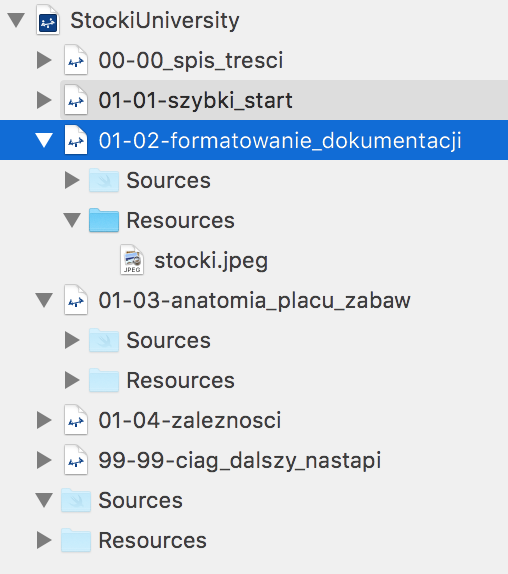 StockiUniversity
00-00_spis_tresci
01-01-szybki_start
01-02-formatowanie_dokumentacji
Sources
Resources
JPEG
stocki.jpeg
01-03-anatomia_placu_zabaw
Sources
Resources
01-04-zaleznosci
99-99-ciag_dalszy_nastapi
Sources
Resources